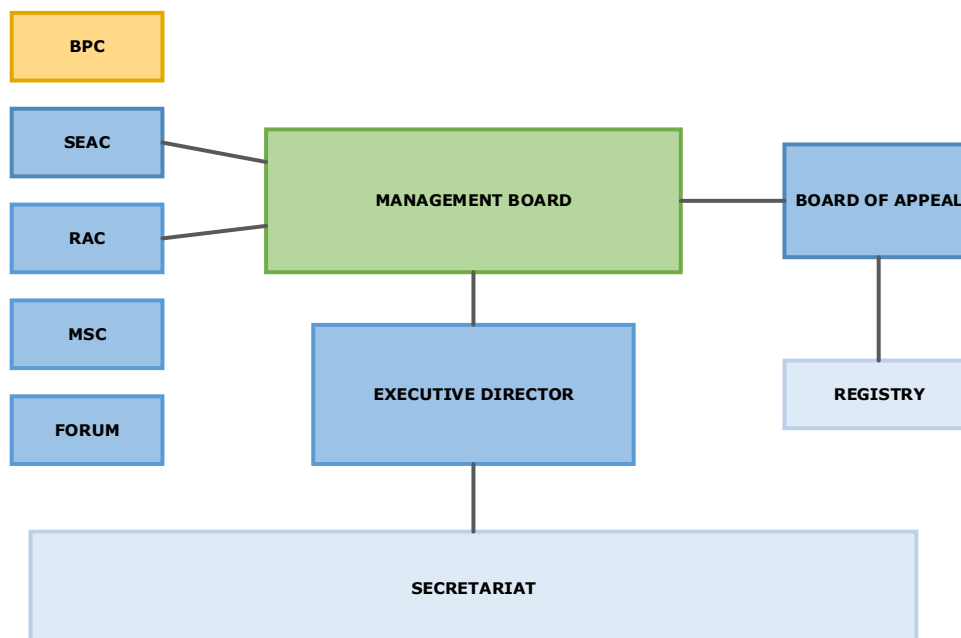 BPC
SEAC
RAC
MSC
FORUM
MANAGEMENT BOARD
EXECUTIVE DIRECTOR
BOARD OF APPEAL
REGISTRY
SECRETARIAT